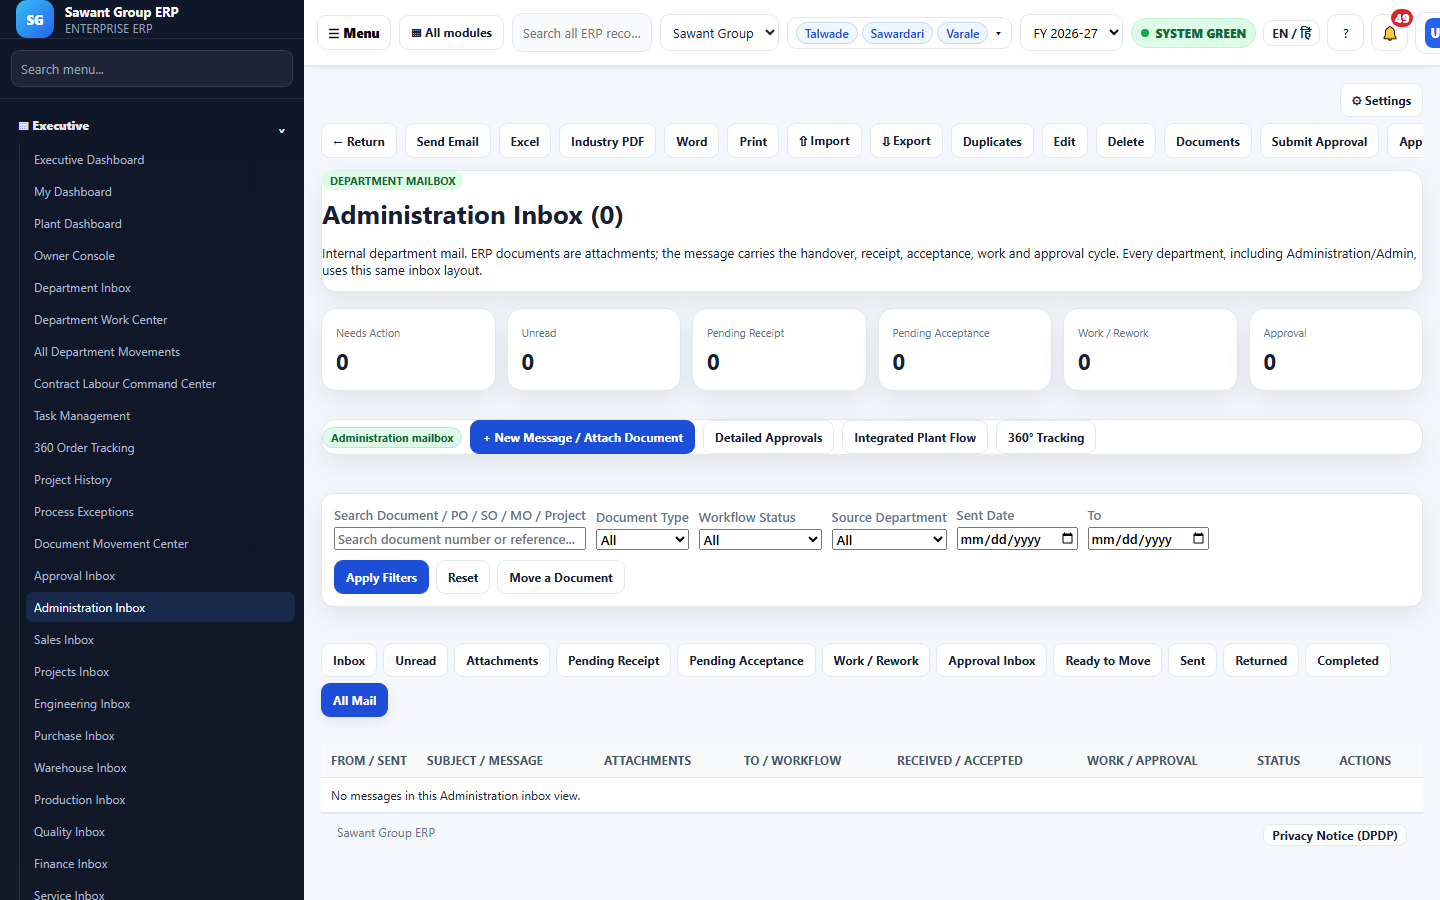 SG
Sawant Group ERP
ENTERPRISE ERP
Search menu...
Executive
Executive Dashboard
My Dashboard
Plant Dashboard
Owner Console
Department Inbox
Department Work Center
All Department Movements
Contract Labour Command Center
Task Management
360 Order Tracking
Project History
Process Exceptions
Document Movement Center
Approval Inbox
Administration Inbox
Sales Inbox
Projects Inbox
Engineering Inbox
Purchase Inbox
Warehouse Inbox
Production Inbox
Quality Inbox
Finance Inbox
Service Inbox
☰ Menu
All modules
Search all ERP reco...
Sawant Group
Talwade
Sawardari
Varale
FY 2026-27
SYSTEM GREEN
EN / हिं
?
49
U
⚙ Settings
← Return
Send Email
Excel
Industry PDF
Word
Print
⇧ Import
⇩ Export
Duplicates
Edit
Delete
Documents
Submit Approval
App
DEPARTMENT MAILBOX
Administration Inbox (0)
Internal department mail. ERP documents are attachments; the message carries the handover, receipt, acceptance, work and approval cycle. Every department, including Administration/Admin,
uses this same inbox layout.
Needs Action
0
Unread
0
Pending Receipt
0
Pending Acceptance
0
Work / Rework
0
Approval
0
Administration mailbox
+ New Message / Attach Document
Detailed Approvals
Integrated Plant Flow
360° Tracking
Search Document / PO / SO / MO / Project
Search document number or reference...
Document Type
All
Workflow Status
All
Source Department
All
Sent Date
mm/dd/yyyy
To
mm/dd/yyyy
Apply Filters
Reset
Move a Document
Inbox
Unread
Attachments
Pending Receipt
Pending Acceptance
Work / Rework
Approval Inbox
Ready to Move
Sent
Returned
Completed
All Mail
FROM / SENT
SUBJECT / MESSAGE
ATTACHMENTS
TO / WORKFLOW
RECEIVED / ACCEPTED
WORK / APPROVAL
STATUS
ACTIONS
No messages in this Administration inbox view.
Sawant Group ERP
Privacy Notice (DPDP)